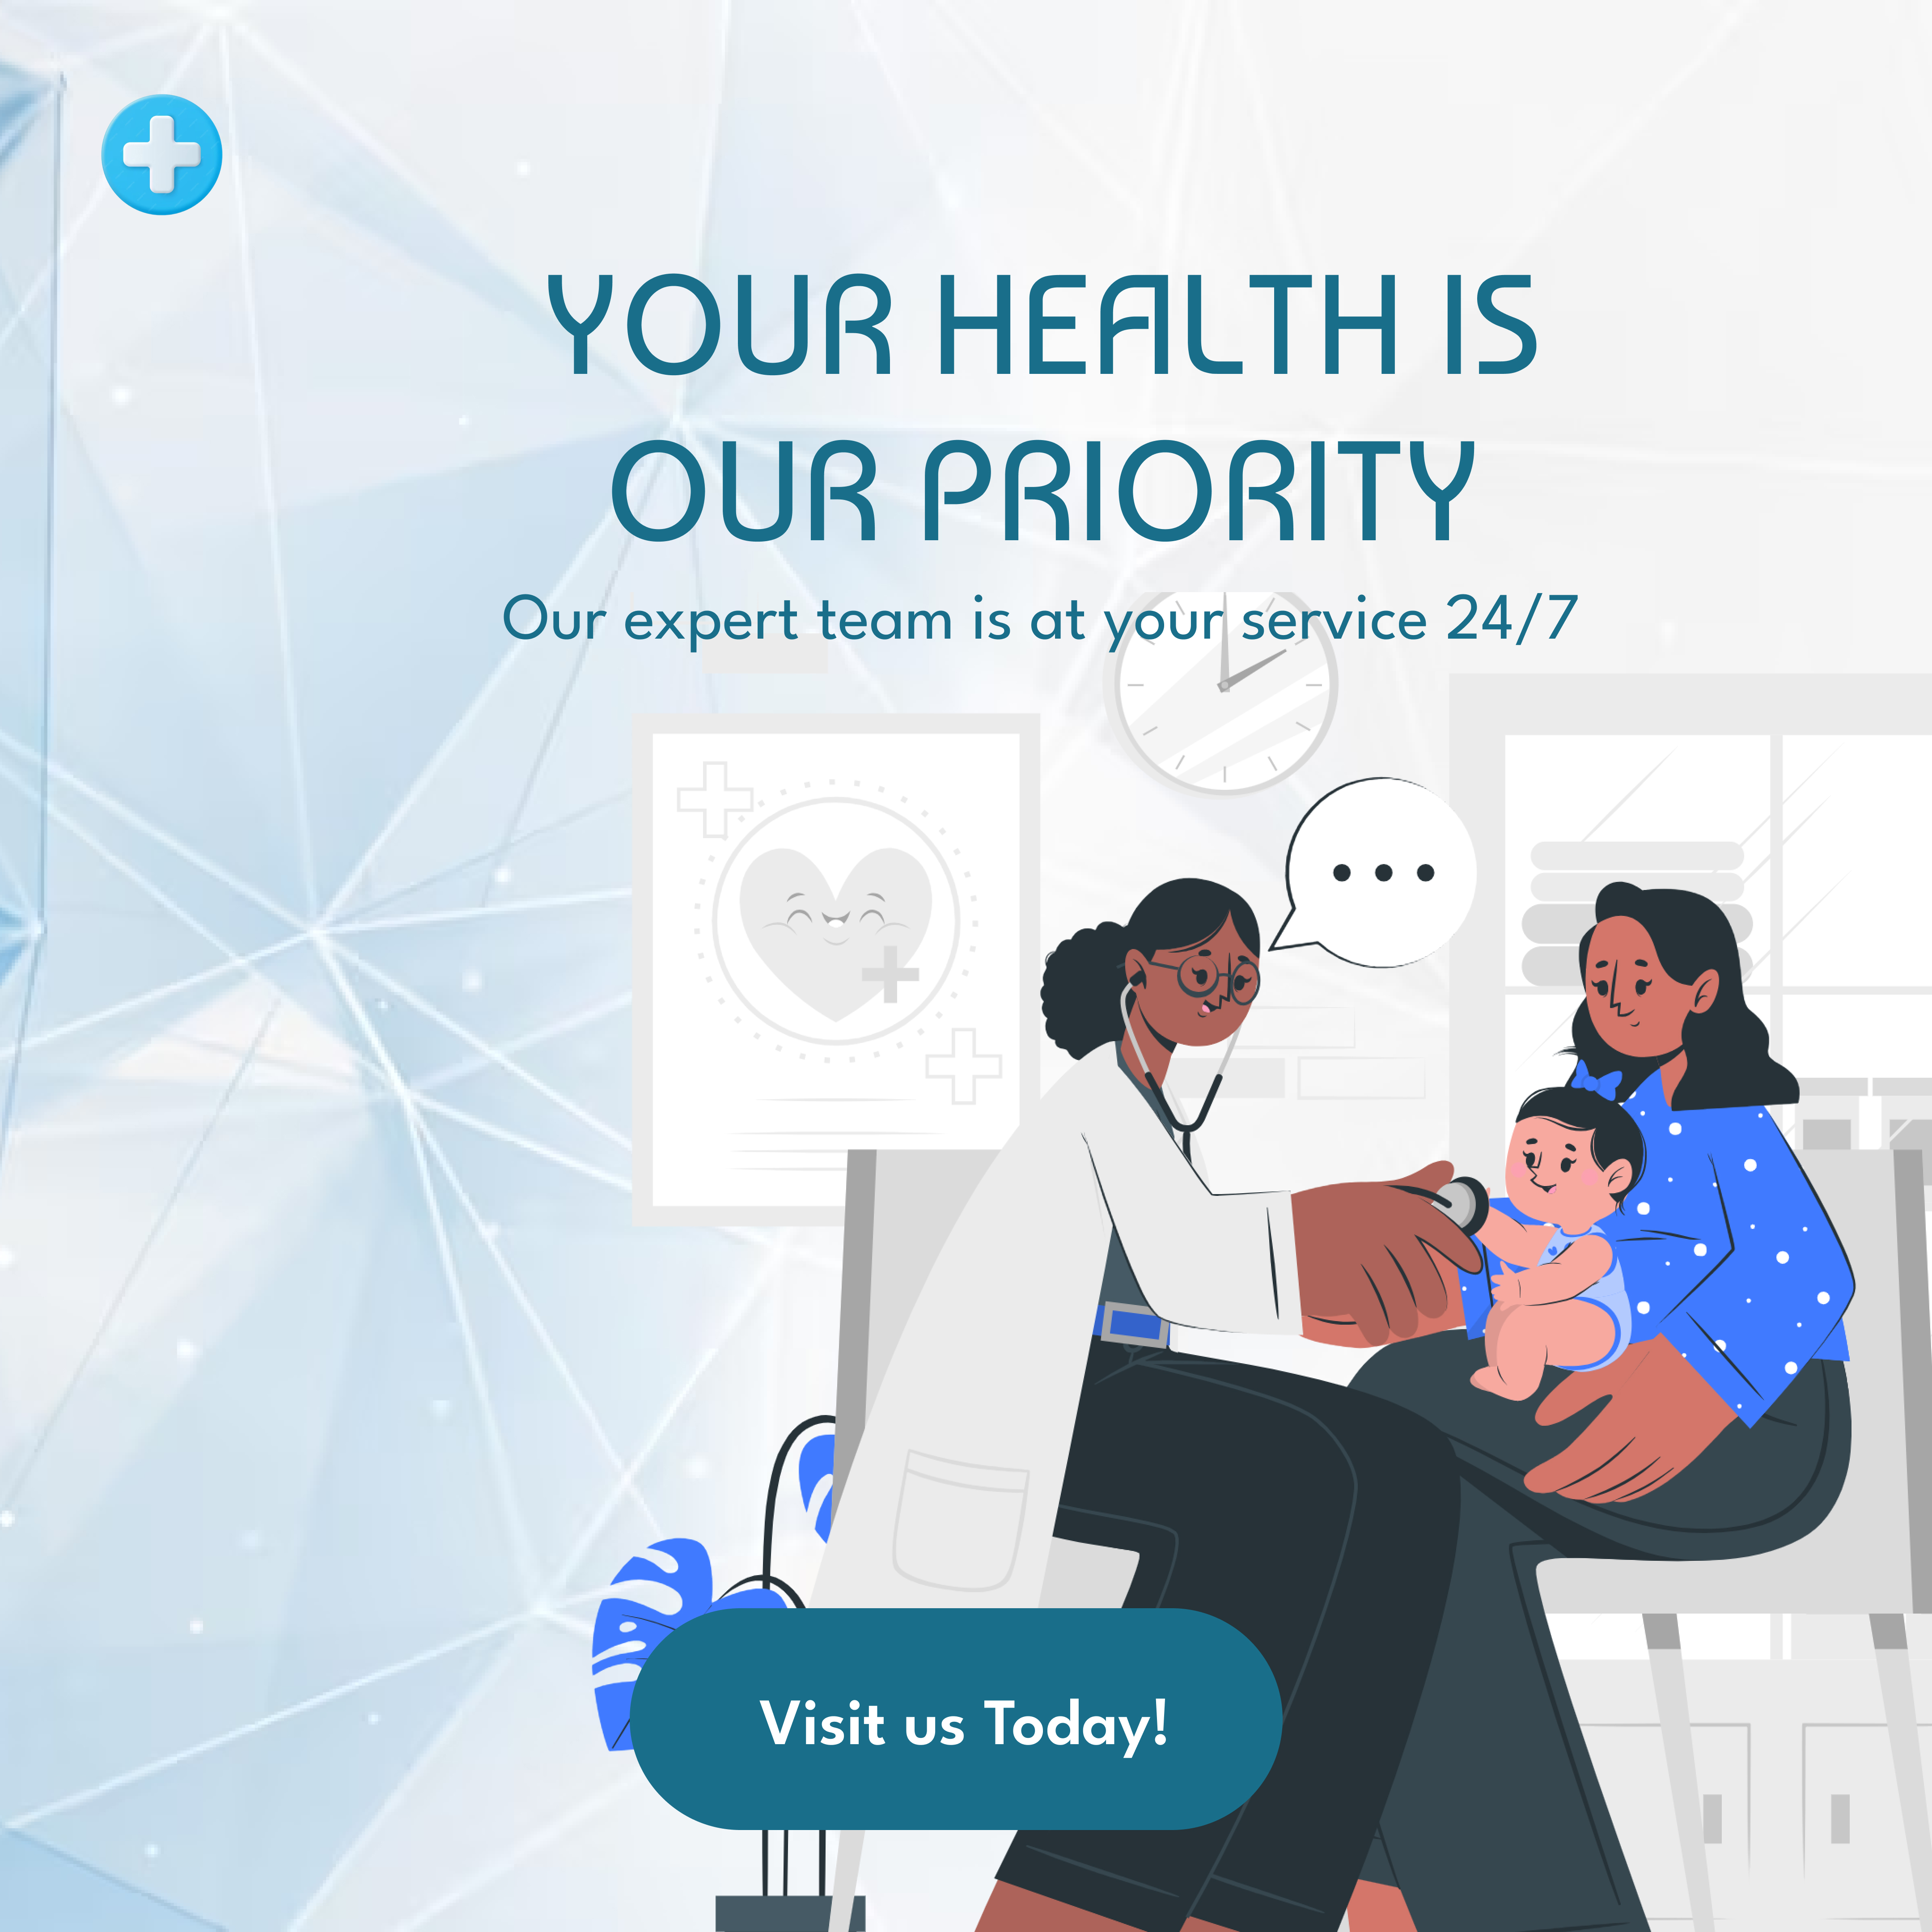 YOUR HEALTH IS
OUR PRIORITY
Our expert team is at your service 24/7
Visit us Today!